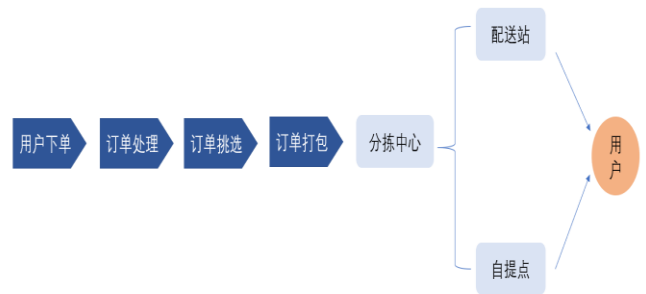 用户下单
订单处理
订单挑选
订单打包
分拣中心
配送站
自提点
用
户